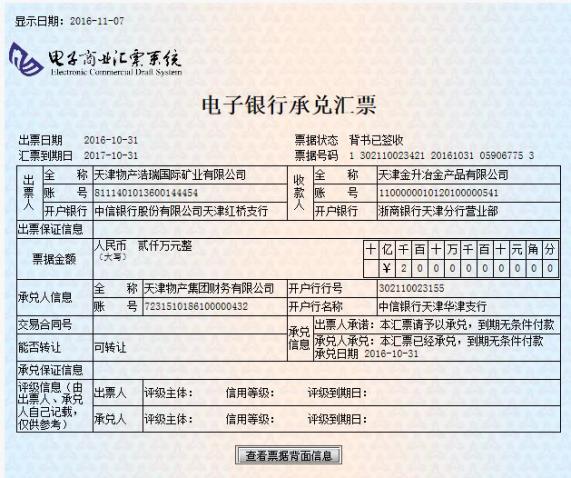 显示日期：2016-11-07
电子商业汇票系统
Electronic Commercial Draft System
电子银行承兑汇票
出票日期 2016-10-31 票据状态 背书已签收
汇票到期日 2017-10-31 票据号码 1 302110023421 20161031 05906775 3
出票人 全 称 天津物产浩瑞国际矿业有限公司 收款人 全 称 天津金升冶金产品有限公司
账 号 8111401013600144454 账 号 1100000010120100000541
开户银行 中信银行股份有限公司天津红桥支行 开户银行 浙商银行天津分行营业部
出票保证信息
票据金额 人民币（大写） 贰仟万元整 十 亿 千 百 十 万 千 百 十 元 角 分
¥ 2 0 0 0 0 0 0 0 0 0
承兑人信息 全 称 天津物产集团财务有限公司 开户行行号 302110023155
账 号 7231510186100000432 开户行名称 中信银行天津华津支行
交易合同号 承兑信息 出票人承诺：本汇票请予以承兑，到期无条件付款
能否转让 可转让 承兑人承兑：本汇票已经承兑，到期无条件付款
承兑日期 2016-10-31
承兑保证信息
评级信息（由出票人、承兑人自己记载，仅供参考） 出票人 评级主体： 信用等级： 评级到期日：
承兑人 评级主体： 信用等级： 评级到期日：
查看票据背面信息